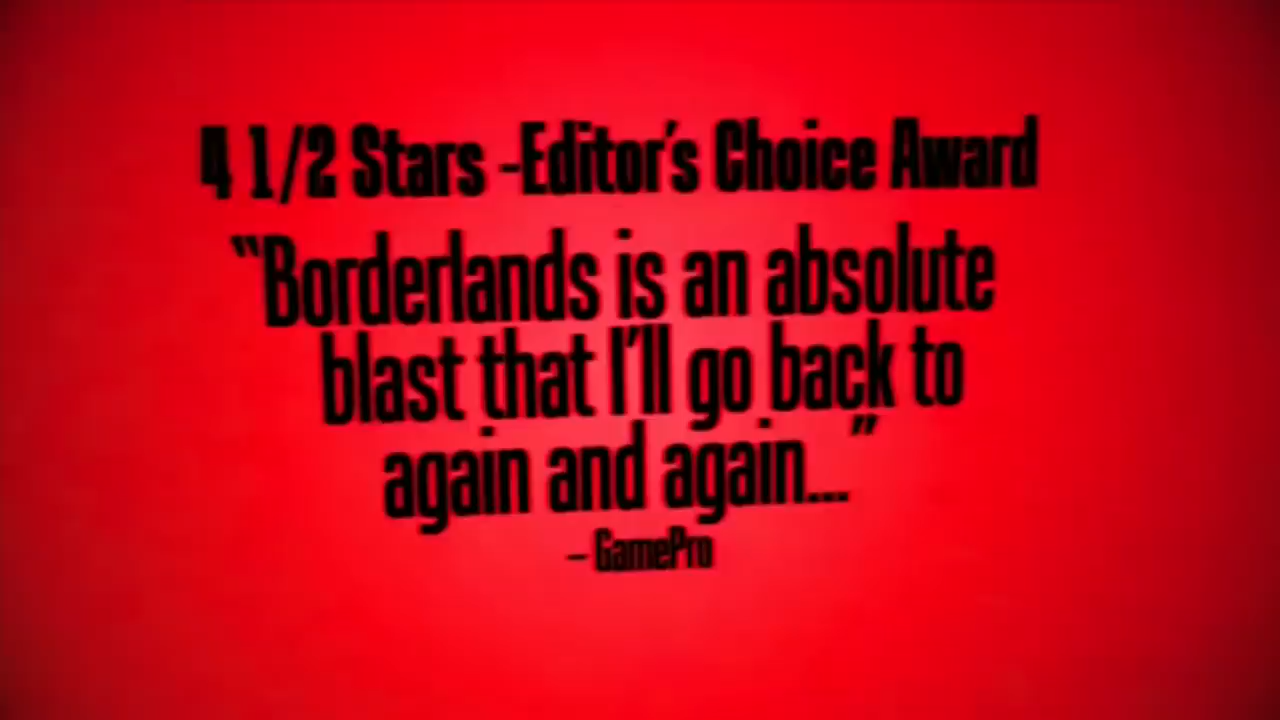 4 1/2 Stars -Editor's Choice Award
“Borderlands is an absolute
blast that I'll go back to
again and again...”
– GamePro